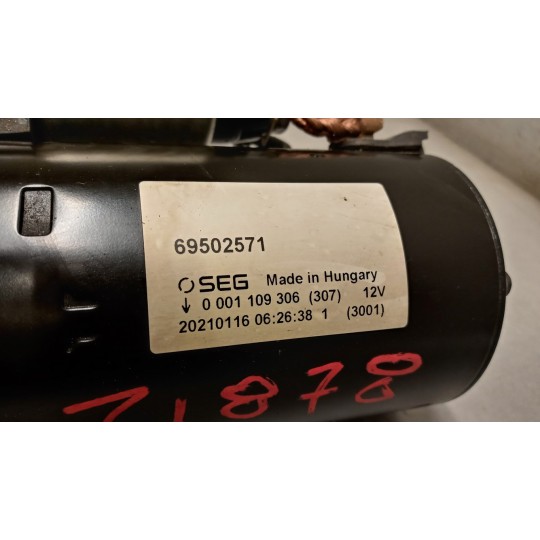 69502571
SEG Made in Hungary
↓ 0 001 109 306 (307) 12V
20210116 06:26:38 1 (3001)
71878